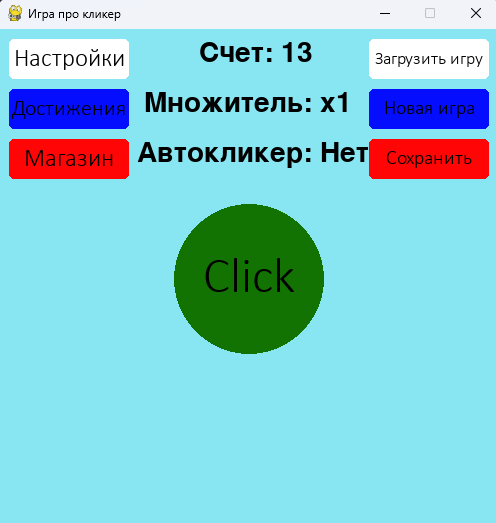 Игра про кликер
Настройки
Счет: 13
Загрузить игру
Достижения
Множитель: x1
Новая игра
Магазин
Автокликер: Нет
Сохранить
Click